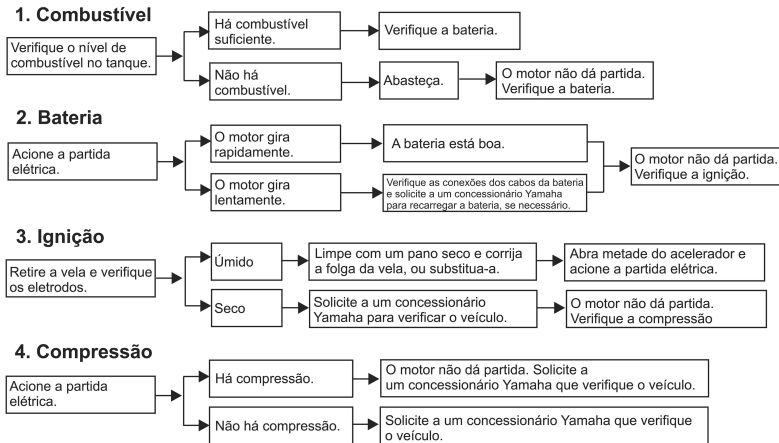 1. Combustível
Verifique o nível de
combustível no tanque.
Há combustível
suficiente.
Verifique a bateria.
Não há
combustível.
Abasteça.
O motor não dá partida.
Verifique a bateria.
2. Bateria
Acione a partida
elétrica.
O motor gira
rapidamente.
A bateria está boa.
O motor gira
lentamente.
Verifique as conexões dos cabos da bateria
e solicite a um concessionário Yamaha
para recarregar a bateria, se necessário.
O motor não dá partida.
Verifique a ignição.
3. Ignição
Retire a vela e verifique
os eletrodos.
Úmido
Limpe com um pano seco e corrija
a folga da vela, ou substitua-a.
Abra metade do acelerador e
acione a partida elétrica.
Seco
Solicite a um concessionário
Yamaha para verificar o veículo.
O motor não dá partida.
Verifique a compressão
4. Compressão
Acione a partida
elétrica.
Há compressão.
O motor não dá partida. Solicite a
um concessionário Yamaha que verifique o veículo.
Não há compressão.
Solicite a um concessionário Yamaha que verifique
o veículo.